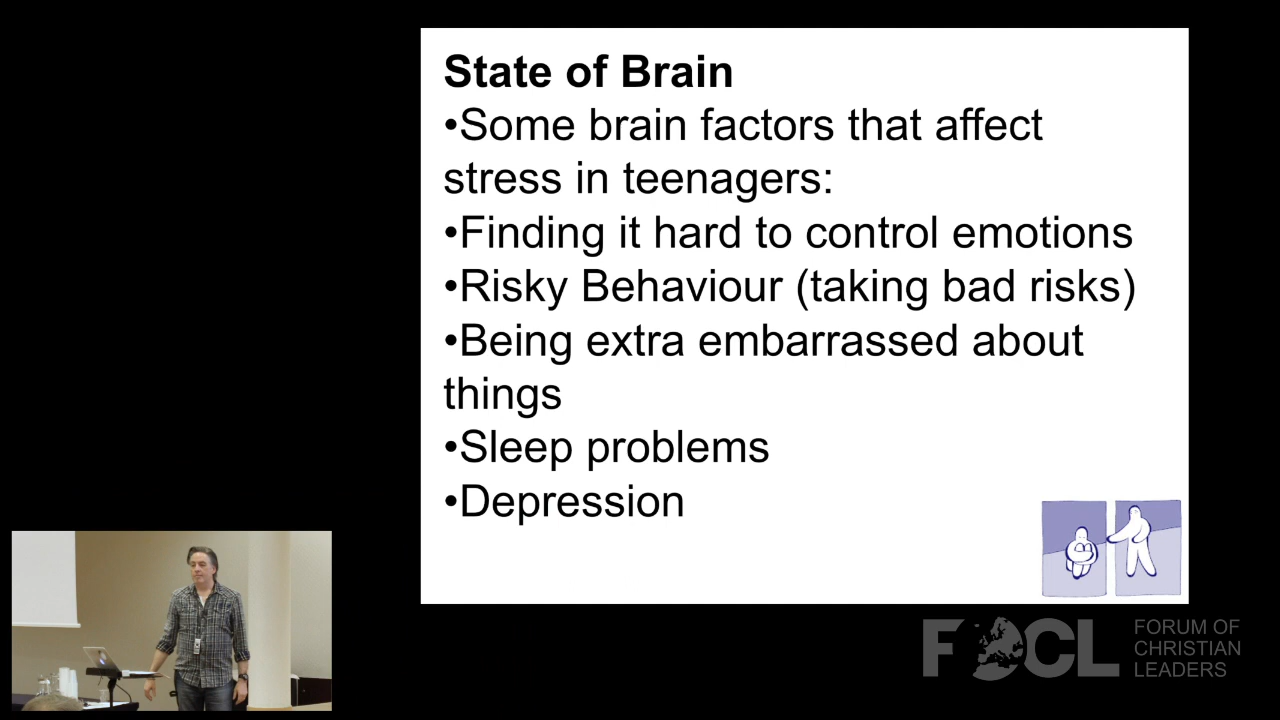 State of Brain
•Some brain factors that affect
stress in teenagers:
•Finding it hard to control emotions
•Risky Behaviour (taking bad risks)
•Being extra embarrassed about
things
•Sleep problems
•Depression
FOCL
FORUM OF
CHRISTIAN
LEADERS